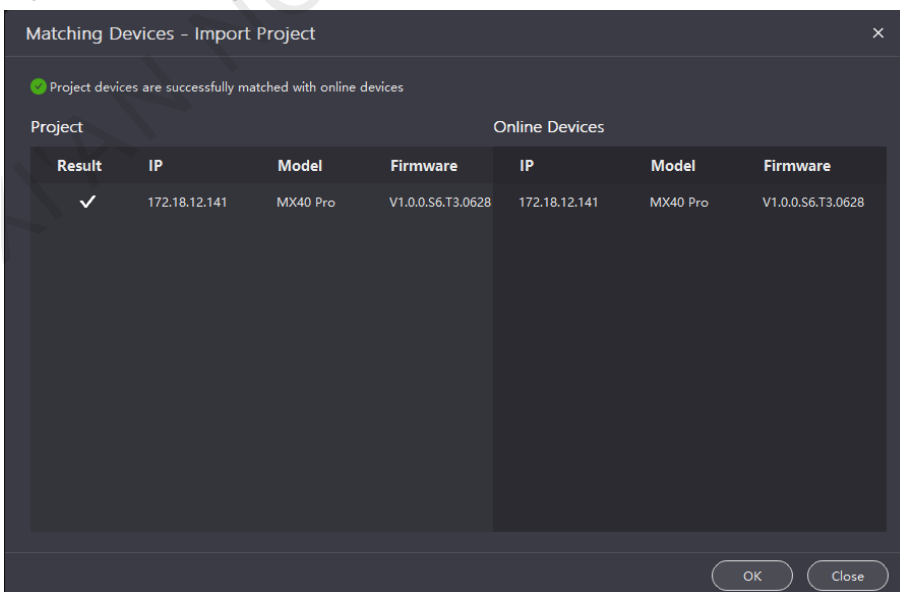 Matching Devices - Import Project
Project devices are successfully matched with online devices
Project Online Devices
Result IP Model Firmware IP Model Firmware
172.18.12.141 MX40 Pro V1.0.0.S6.T3.0628 172.18.12.141 MX40 Pro V1.0.0.S6.T3.0628
OK Close